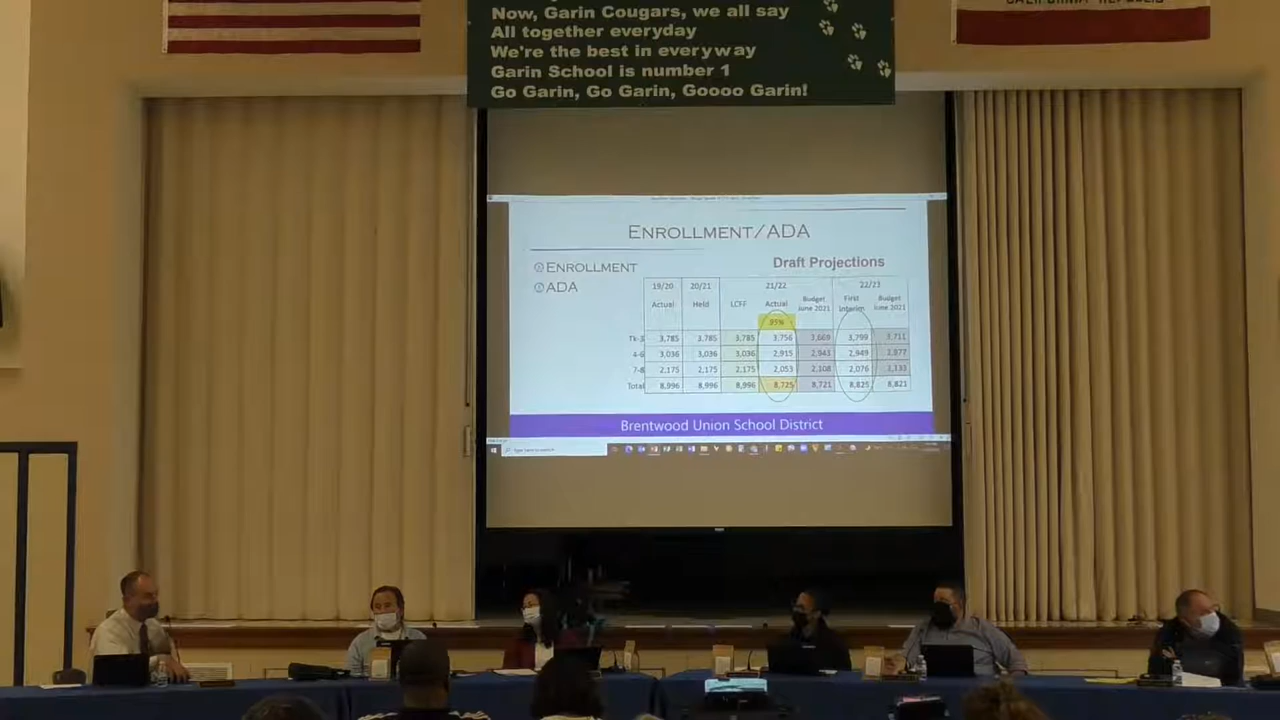 CALIFORNIA REPUBLIC
Now, Garin Cougars, we all say
All together everyday
We're the best in everyway
Garin School is number 1
Go Garin, Go Garin, Goooo Garin!
ENROLLMENT/ADA
ENROLLMENT
ADA
Draft Projections
19/20 20/21 21/22 22/23
Actual Held LCFF Actual Budget June 2021 First Interim Budget June 2021
95%
Tk-3 3,785 3,785 3,785 3,756 3,669 3,799 3,711
4-6 3,036 3,036 3,036 2,915 2,943 2,949 2,977
7-8 2,175 2,175 2,175 2,053 2,108 2,076 2,133
Total 8,996 8,996 8,996 8,725 8,721 8,825 8,821
Brentwood Union School District